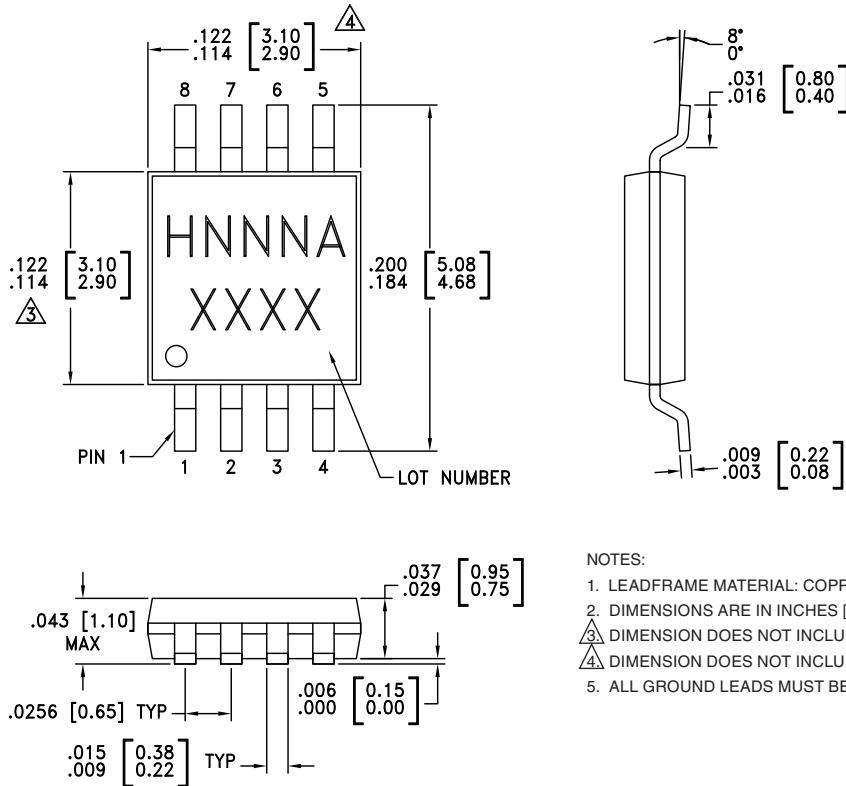 .122 [3.10]
.114 [2.90]
4
8 7 6 5
HNNNA
XXXX
.122 [3.10]
.114 [2.90]
3
.200 [5.08]
.184 [4.68]
PIN 1
1 2 3 4
LOT NUMBER
8°
0°
.031 [0.80]
.016 [0.40]
.009 [0.22]
.003 [0.08]
.043 [1.10]
MAX
.037 [0.95]
.029 [0.75]
.0256 [0.65] TYP
.006 [0.15]
.000 [0.00]
.015 [0.38]
.009 [0.22]
TYP
NOTES:
1. LEADFRAME MATERIAL:
2. DIMENSIONS ARE IN INCHES [
3. DIMENSION DOES NOT
4. DIMENSION DOES NOT
5. ALL GROUND LEADS MUST